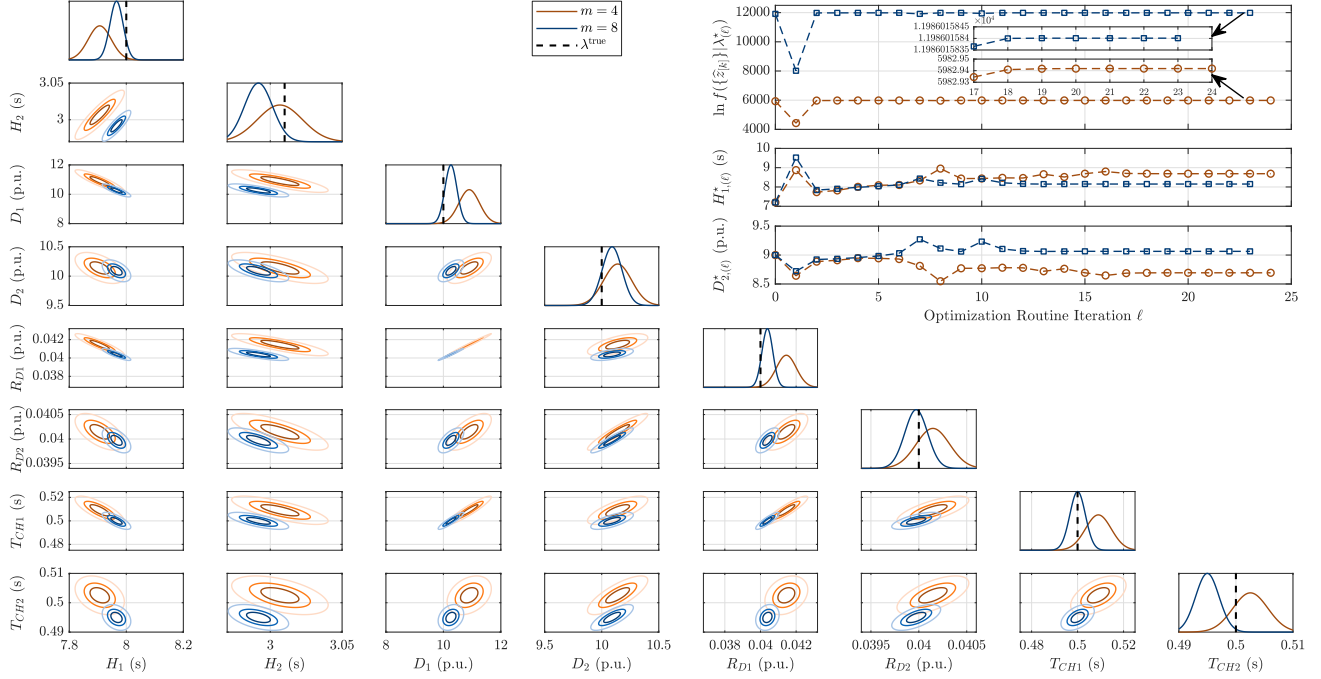 m = 4
m = 8
λ^true
12000
10000
8000
6000
4000
ln f({ẑ_[k]}|λ*_(ℓ))
1.1986015845 ×10^4
1.198601584
1.1986015835
5982.95
5982.94
5982.93
17 18 19 20 21 22 23 24
10
9
8
7
H*_1,(ℓ) (s)
9.5
9
8.5
D*_2,(ℓ) (p.u.)
0 5 10 15 20 25
Optimization Routine Iteration ℓ
3.05
3
H_2 (s)
12
10
8
D_1 (p.u.)
10.5
10
9.5
D_2 (p.u.)
0.042
0.04
0.038
R_D1 (p.u.)
0.0405
0.04
0.0395
R_D2 (p.u.)
0.52
0.5
0.48
T_CH1 (s)
0.51
0.5
0.49
T_CH2 (s)
7.8 8 8.2
3 3.05
8 10 12
9.5 10 10.5
0.038 0.04 0.042
0.0395 0.04 0.0405
0.48 0.5 0.52
0.49 0.5 0.51
H_1 (s)
H_2 (s)
D_1 (p.u.)
D_2 (p.u.)
R_D1 (p.u.)
R_D2 (p.u.)
T_CH1 (s)
T_CH2 (s)